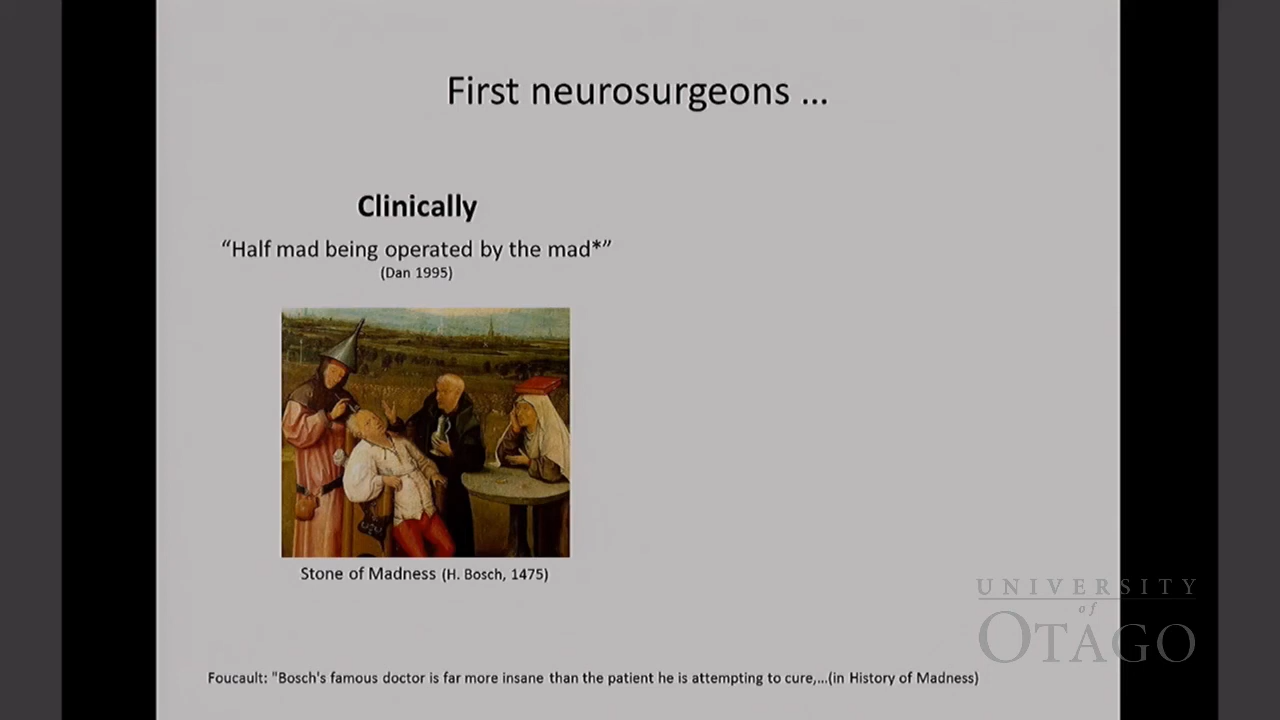 First neurosurgeons ...
Clinically
“Half mad being operated by the mad*”
(Dan 1995)
Stone of Madness (H. Bosch, 1475)
UNIVERSITY
of
OTAGO
Foucault: "Bosch's famous doctor is far more insane than the patient he is attempting to cure,...(in History of Madness)